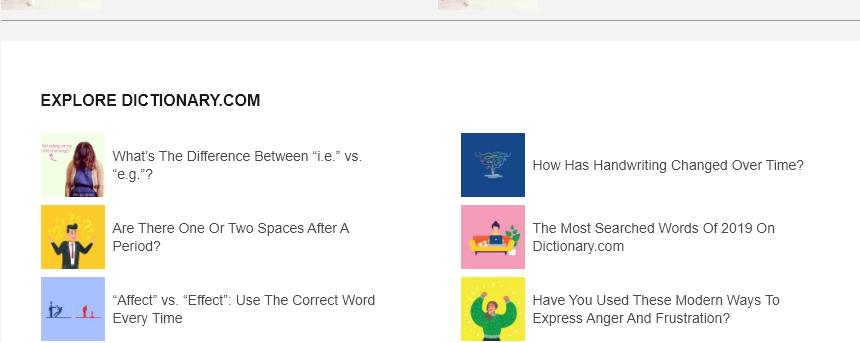 EXPLORE DICTIONARY.COM
What's The Difference Between “i.e.” vs.
“e.g.”?
How Has Handwriting Changed Over Time?
Are There One Or Two Spaces After A
Period?
The Most Searched Words Of 2019 On
Dictionary.com
“Affect” vs. “Effect”: Use The Correct Word
Every Time
Have You Used These Modern Ways To
Express Anger And Frustration?